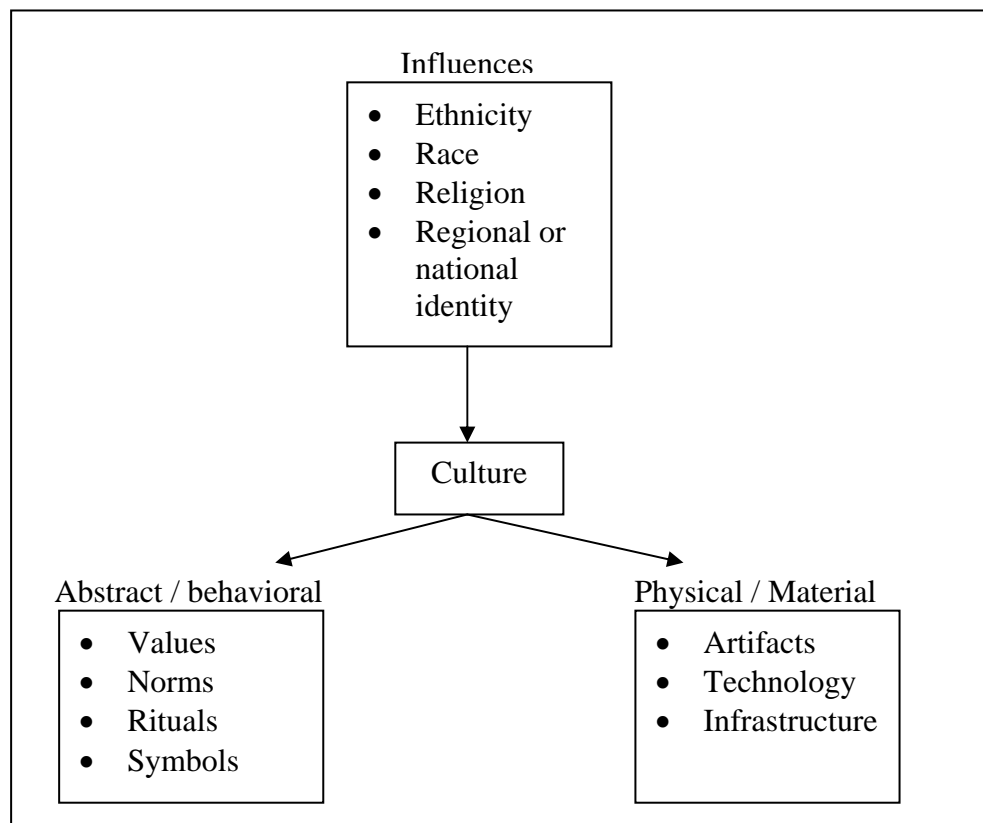 Influences
• Ethnicity
• Race
• Religion
• Regional or
national
identity
Culture
Abstract / behavioral
• Values
• Norms
• Rituals
• Symbols
Physical / Material
• Artifacts
• Technology
• Infrastructure